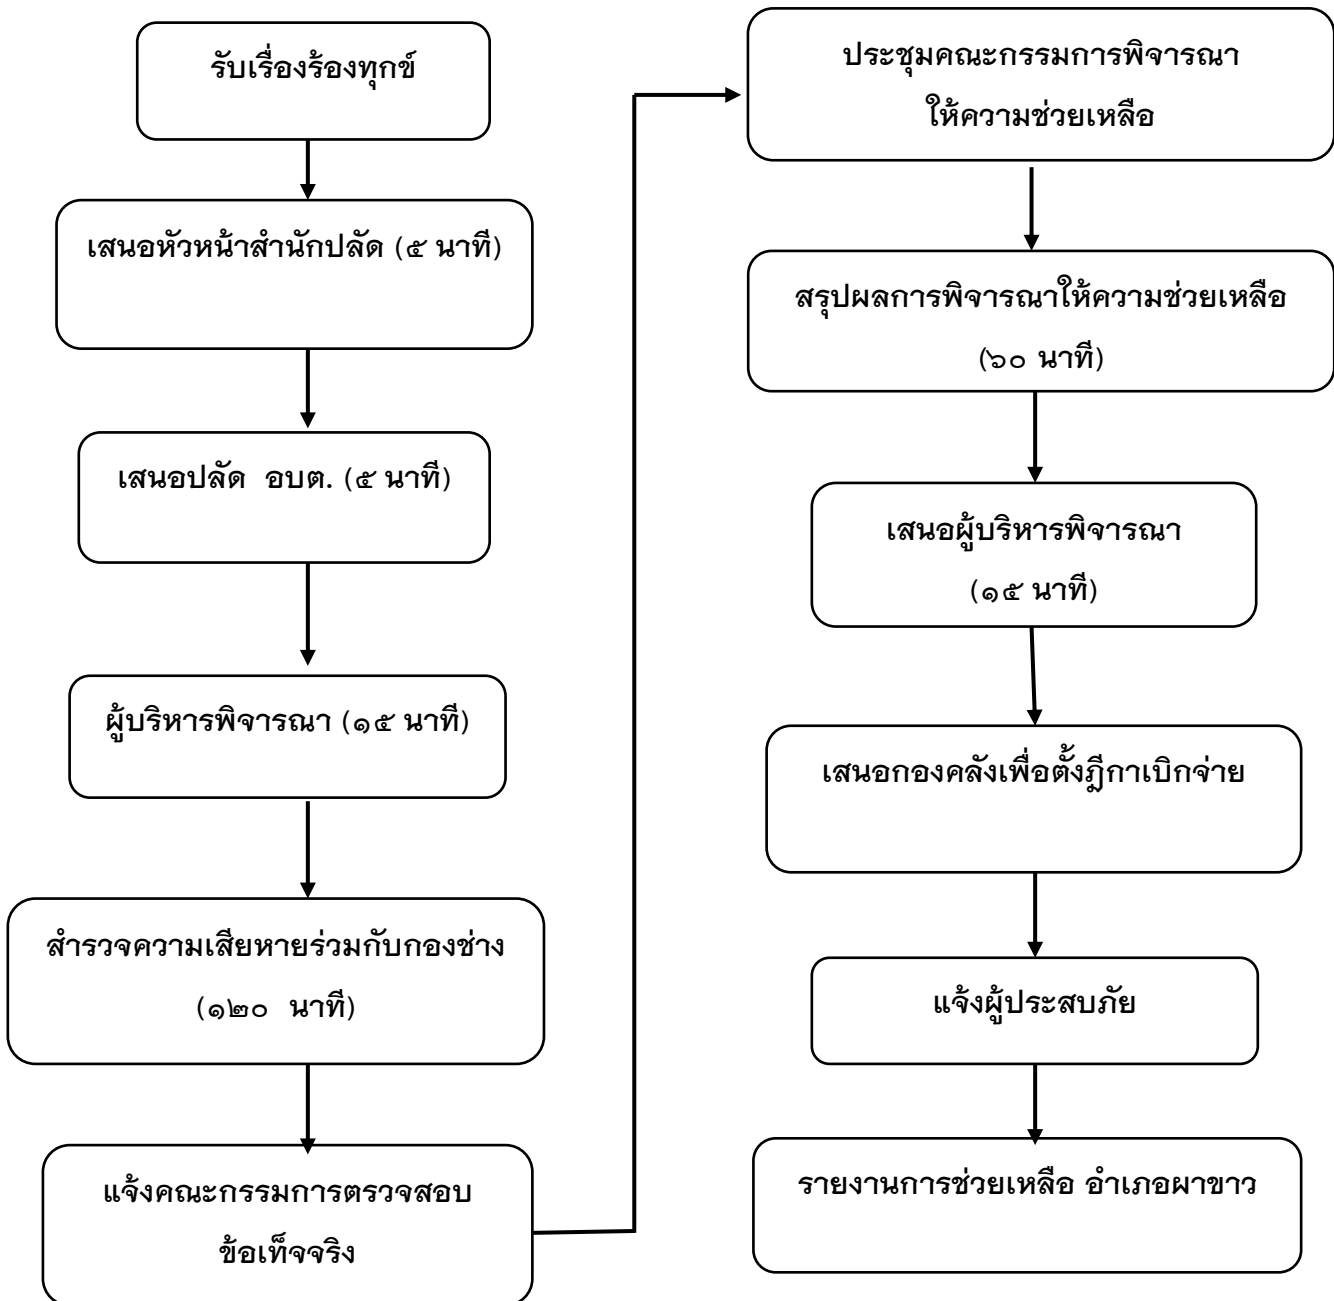 รับเรื่องร้องทุกข์
เสนอหัวหน้าสำนักปลัด (๕ นาที)
เสนอปลัด อบต. (๕ นาที)
ผู้บริหารพิจารณา (๑๕ นาที)
สำรวจความเสียหายร่วมกับกองช่าง
(๑๒๐ นาที)
แจ้งคณะกรรมการตรวจสอบ
ข้อเท็จจริง
ประชุมคณะกรรมการพิจารณา
ให้ความช่วยเหลือ
สรุปผลการพิจารณาให้ความช่วยเหลือ
(๖๐ นาที)
เสนอผู้บริหารพิจารณา
(๑๕ นาที)
เสนอกองคลังเพื่อตั้งฎีกาเบิกจ่าย
แจ้งผู้ประสบภัย
รายงานการช่วยเหลือ อำเภอผาขาว